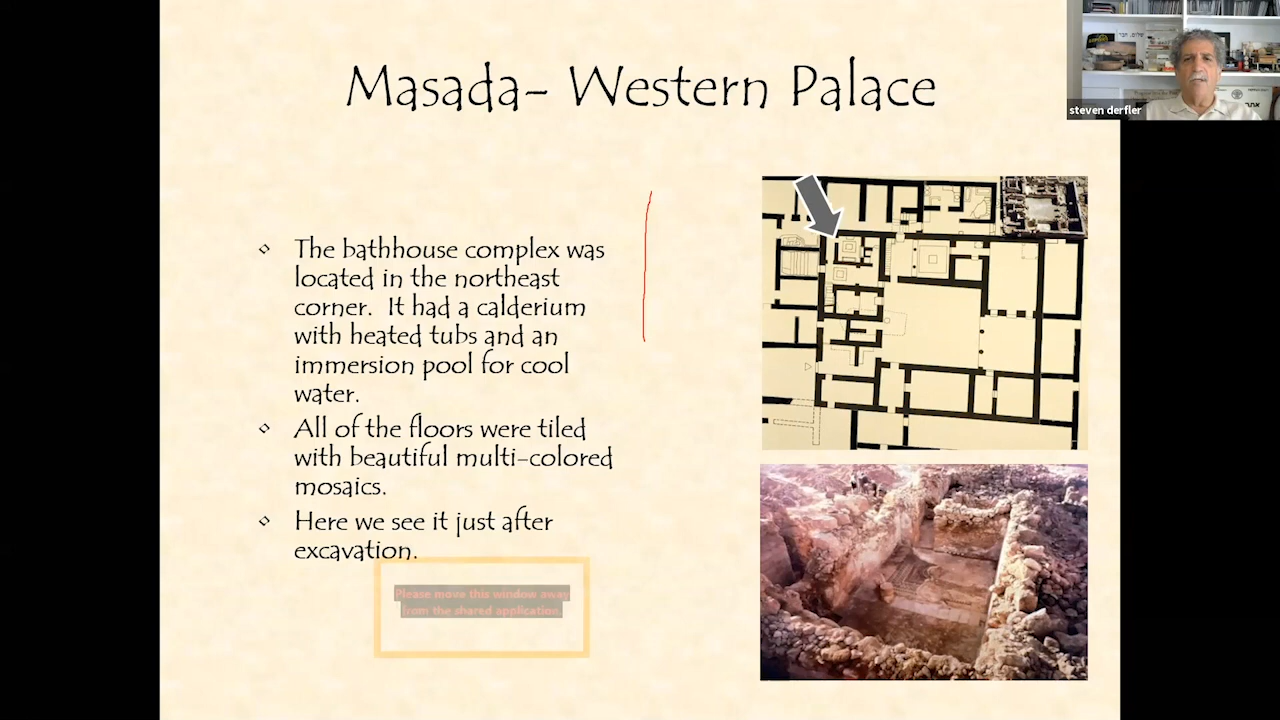 Masada- Western Palace
steven derfler
◇ The bathhouse complex was
located in the northeast
corner. It had a calderium
with heated tubs and an
immersion pool for cool
water.
◇ All of the floors were tiled
with beautiful multi-colored
mosaics.
◇ Here we see it just after
excavation.
Please move this window away
from the shared application.